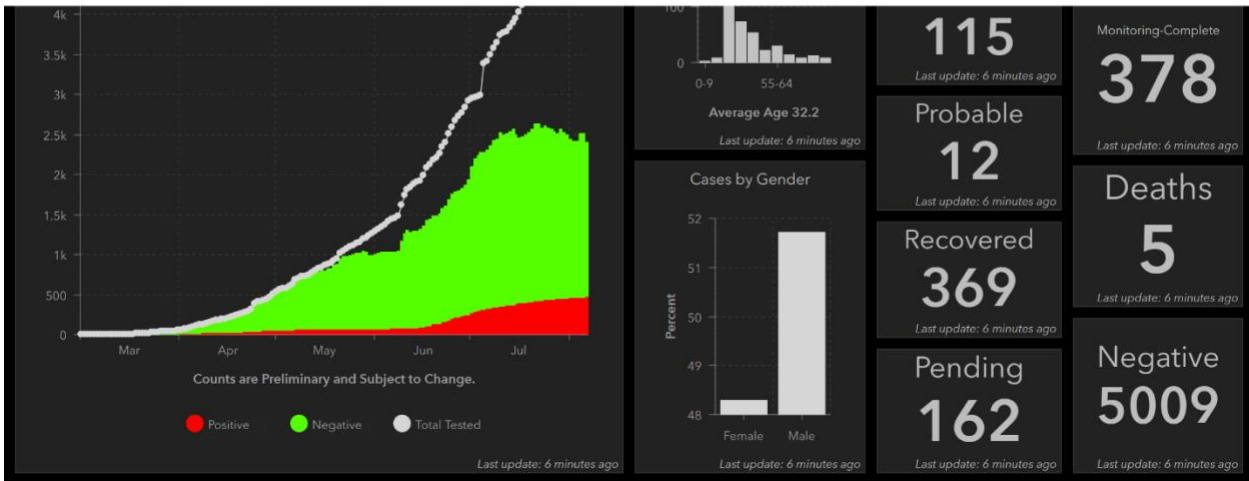 4k
3.5k
3k
2.5k
2k
1.5k
1k
500
0
Mar Apr May Jun Jul
Counts are Preliminary and Subject to Change.
Positive Negative Total Tested
Last update: 6 minutes ago
100
0
0-9 55-64
Average Age 32.2
Last update: 6 minutes ago
Cases by Gender
52
51
50
49
48
Percent
Female Male
Last update: 6 minutes ago
115
Last update: 6 minutes ago
Probable
12
Last update: 6 minutes ago
Recovered
369
Last update: 6 minutes ago
Pending
162
Last update: 6 minutes ago
Monitoring-Complete
378
Last update: 6 minutes ago
Deaths
5
Last update: 6 minutes ago
Negative
5009
Last update: 6 minutes ago